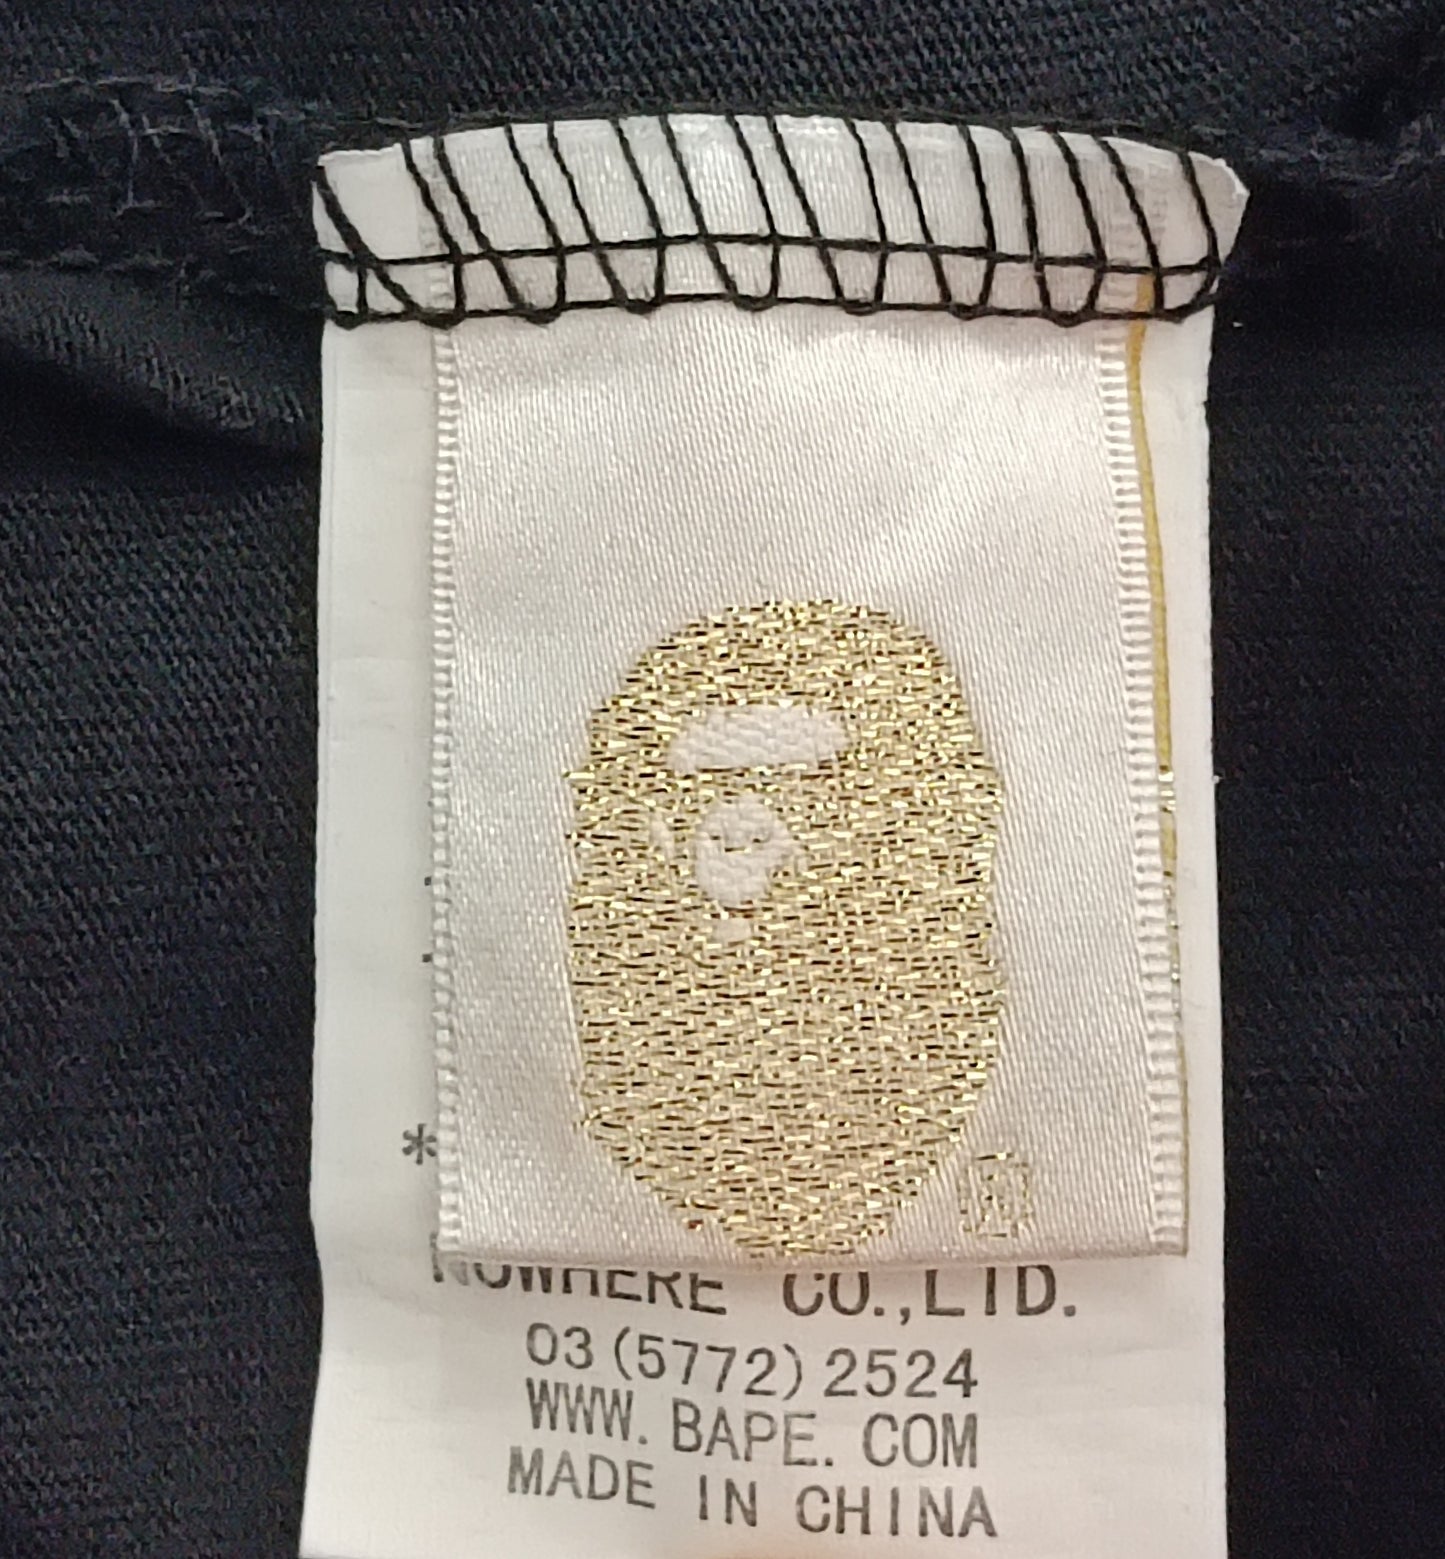 *
NOWHERE CO.,LTD.
03(5772)2524
WWW.BAPE.COM
MADE IN CHINA